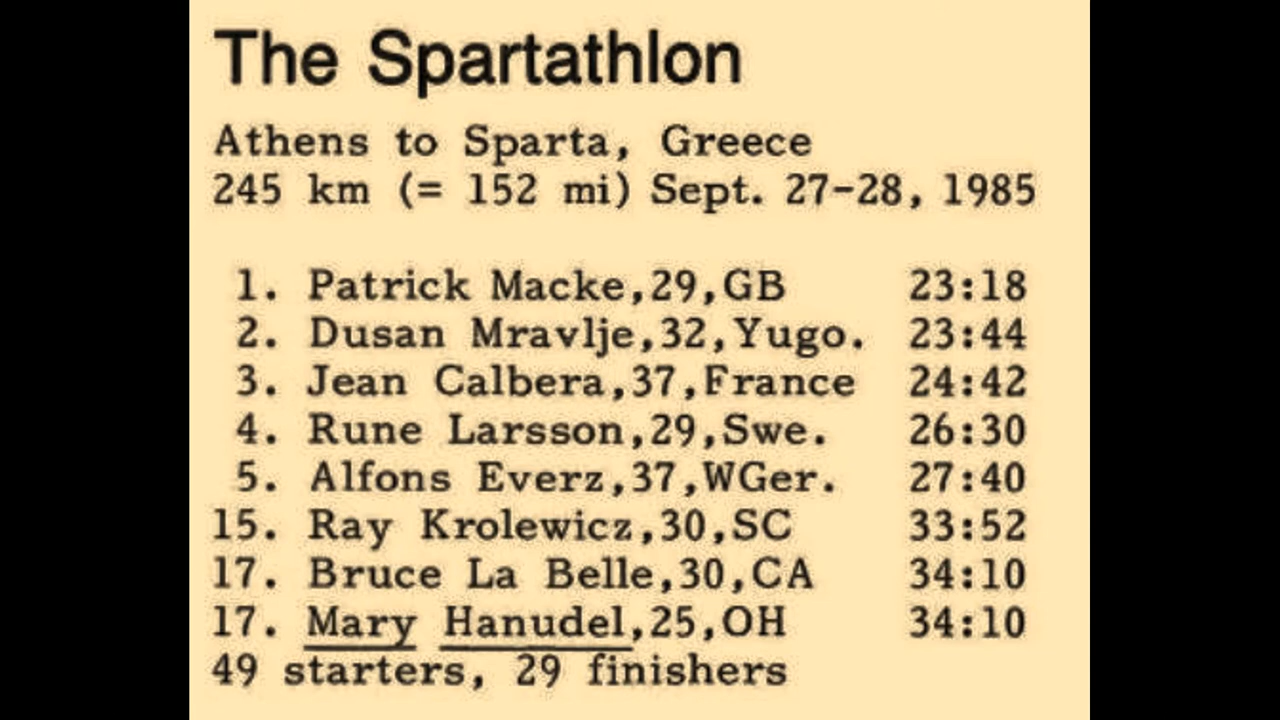 The Spartathlon
Athens to Sparta, Greece
245 km (= 152 mi) Sept. 27-28, 1985
1. Patrick Macke,29,GB 23:18
2. Dusan Mravlje,32,Yugo. 23:44
3. Jean Calbera,37,France 24:42
4. Rune Larsson,29,Swe. 26:30
5. Alfons Everz,37,WGer. 27:40
15. Ray Krolewicz,30,SC 33:52
17. Bruce La Belle,30,CA 34:10
17. Mary Hanudel,25,OH 34:10
49 starters, 29 finishers